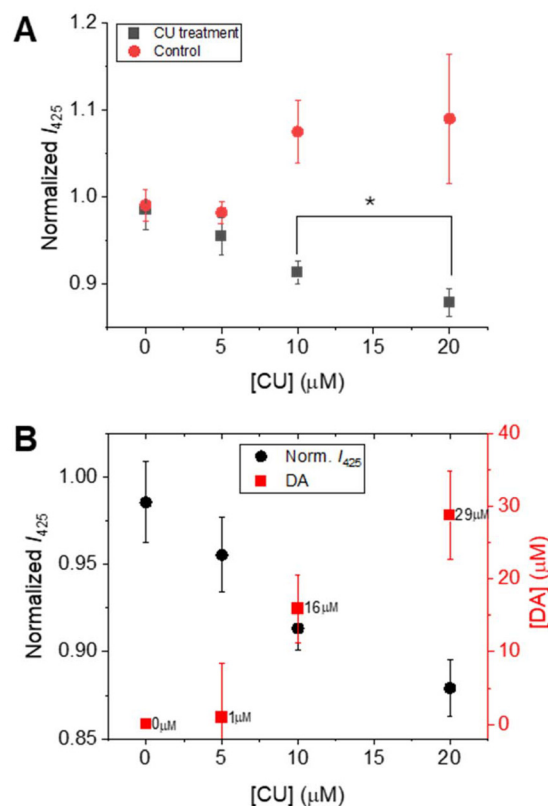 A
CU treatment
Control
Normalized I425
1.2
1.1
1.0
0.9
*
0
5
10
15
20
[CU] (μM)
B
Norm. I425
DA
Normalized I425
1.00
0.95
0.90
0.85
0μM
1μM
16μM
29μM
40
30
20
10
0
[DA] (μM)
0
5
10
15
20
[CU] (μM)